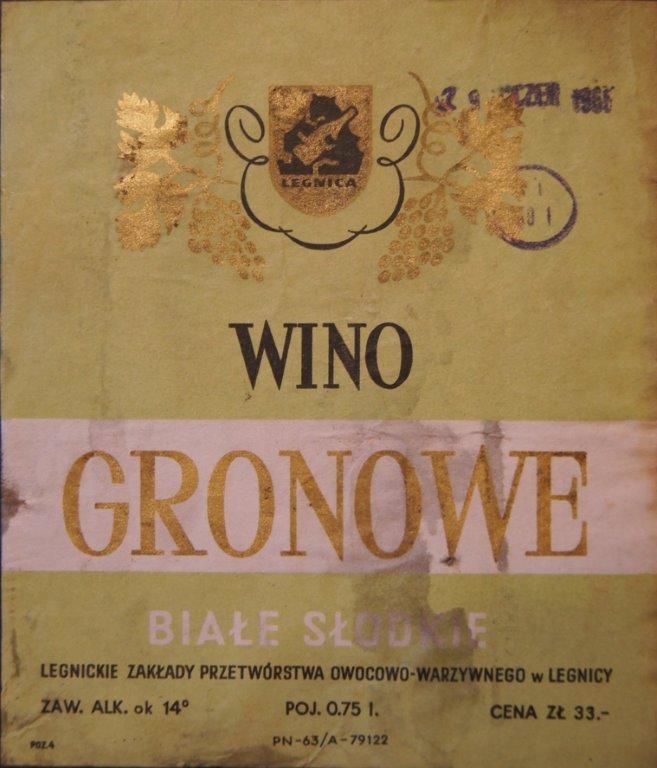 LEGNICA
WINO
GRONOWE
BIAŁE SŁODKIE
LEGNICKIE ZAKŁADY PRZETWÓRSTWA OWOCOWO-WARZYWNEGO w LEGNICY
ZAW. ALK. ok 14° POJ. 0.75 l. CENA ZŁ 33.-
POZ.4 PN-63/A-79122